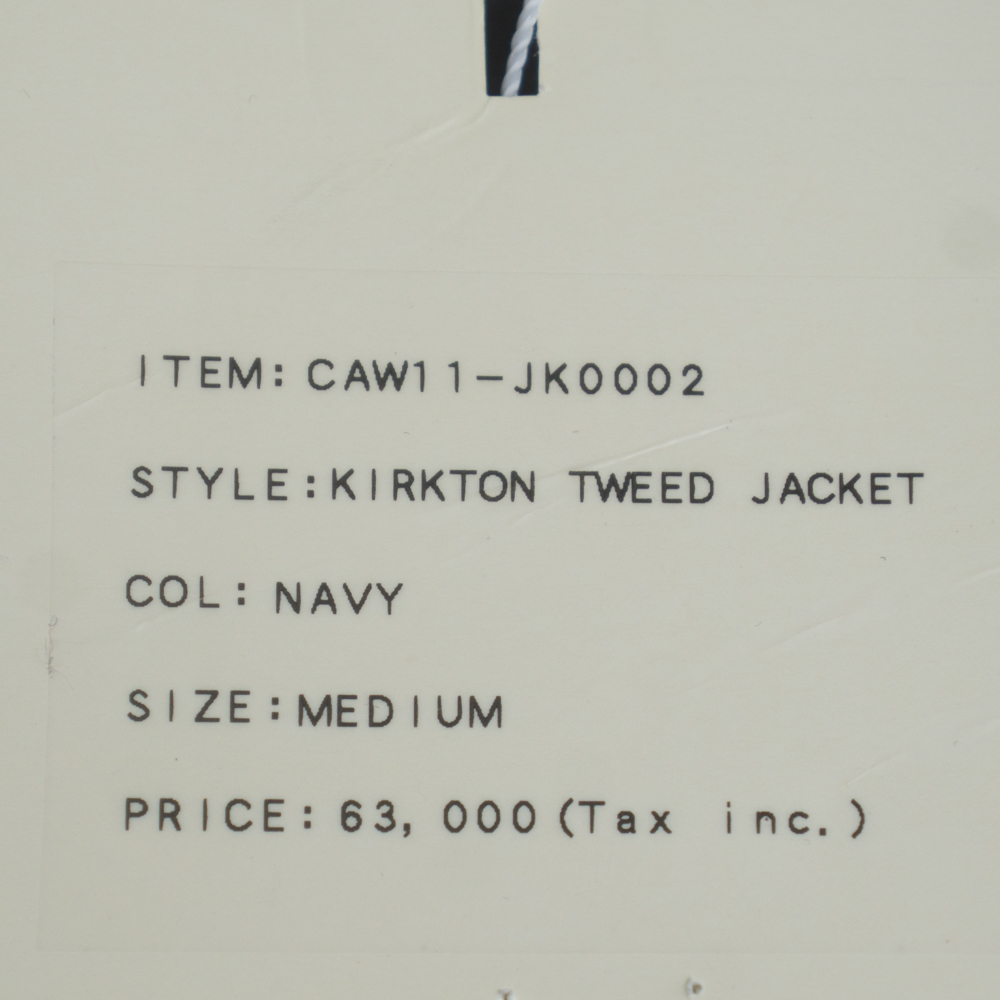 ITEM: CAW11-JK0002
STYLE:KIRKTON TWEED JACKET
COL: NAVY
SIZE:MEDIUM
PRICE: 63, 000(Tax inc.)